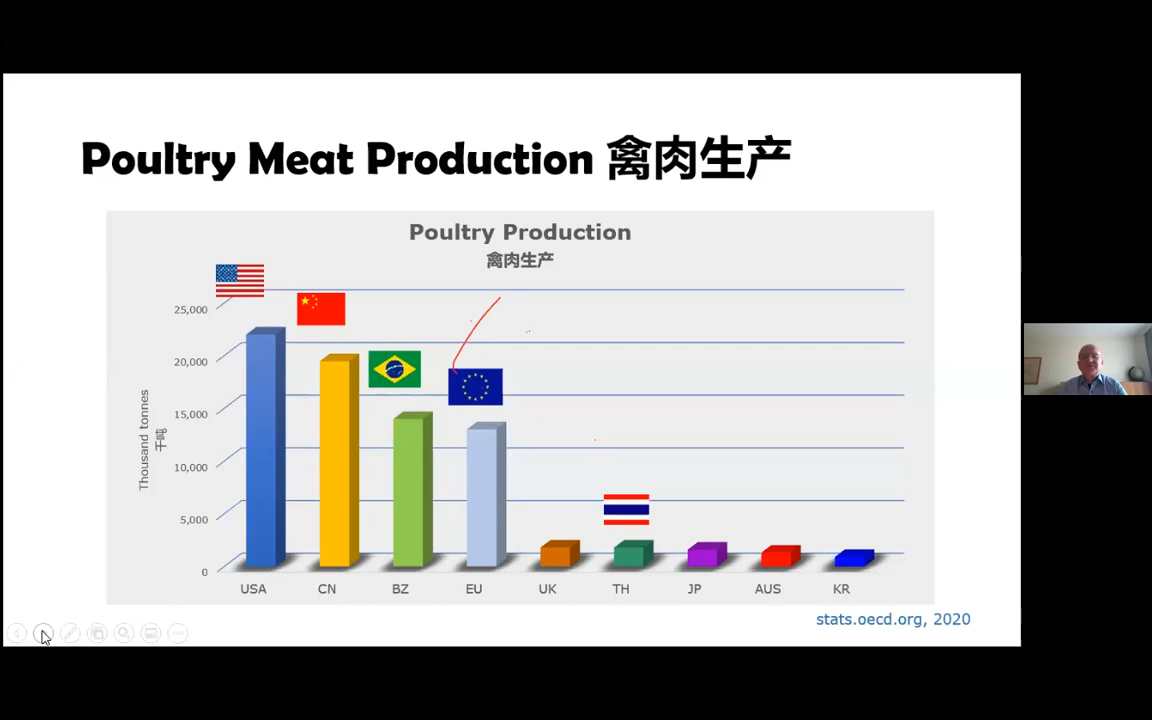 Poultry Meat Production 禽肉生产
Poultry Production
禽肉生产
25,000
20,000
15,000
10,000
5,000
0
Thousand tonnes
千吨
USA CN BZ EU UK TH JP AUS KR
stats.oecd.org, 2020